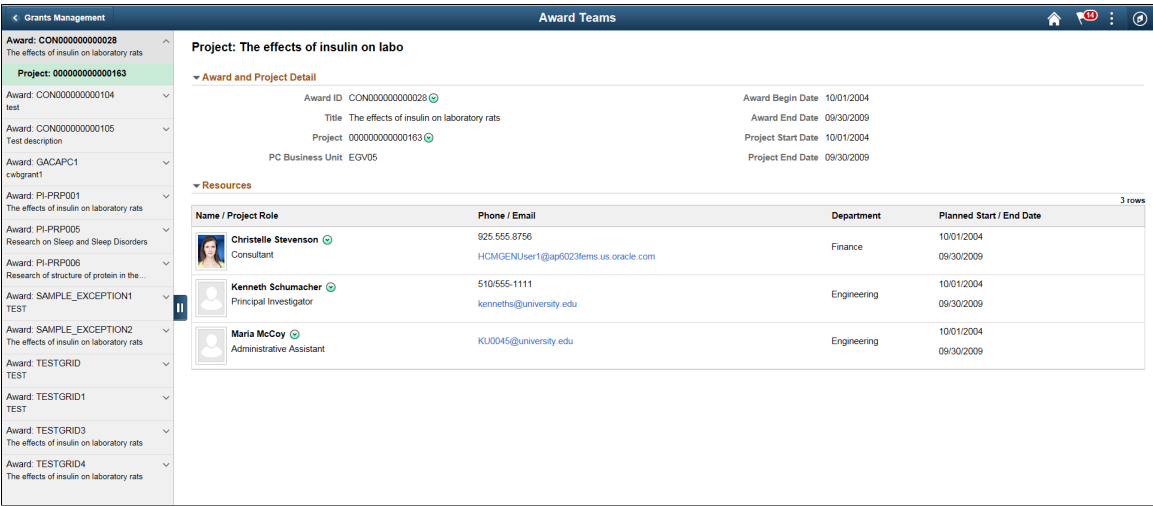 Grants Management
Award Teams
14
Award: CON000000000028
The effects of insulin on laboratory rats
Project: 000000000000163
Award: CON000000000104
test
Award: CON000000000105
Test description
Award: GACAPC1
cwbgrant1
Award: PI-PRP001
The effects of insulin on laboratory rats
Award: PI-PRP005
Research on Sleep and Sleep Disorders
Award: PI-PRP006
Research of structure of protein in the...
Award: SAMPLE_EXCEPTION1
TEST
Award: SAMPLE_EXCEPTION2
The effects of insulin on laboratory rats
Award: TESTGRID
TEST
Award: TESTGRID1
TEST
Award: TESTGRID3
The effects of insulin on laboratory rats
Award: TESTGRID4
The effects of insulin on laboratory rats
Project: The effects of insulin on labo
Award and Project Detail
Award ID CON000000000028
Award Begin Date 10/01/2004
Title The effects of insulin on laboratory rats
Award End Date 09/30/2009
Project 000000000000163
Project Start Date 10/01/2004
PC Business Unit EGV05
Project End Date 09/30/2009
Resources
3 rows
Name / Project Role Phone / Email Department Planned Start / End Date
Christelle Stevenson 925.555.8756 Finance 10/01/2004
Consultant HCMGENUser1@ap6023fems.us.oracle.com 09/30/2009
Kenneth Schumacher 510/555-1111 Engineering 10/01/2004
Principal Investigator kenneths@university.edu 09/30/2009
Maria McCoy KU0045@university.edu Engineering 10/01/2004
Administrative Assistant 09/30/2009